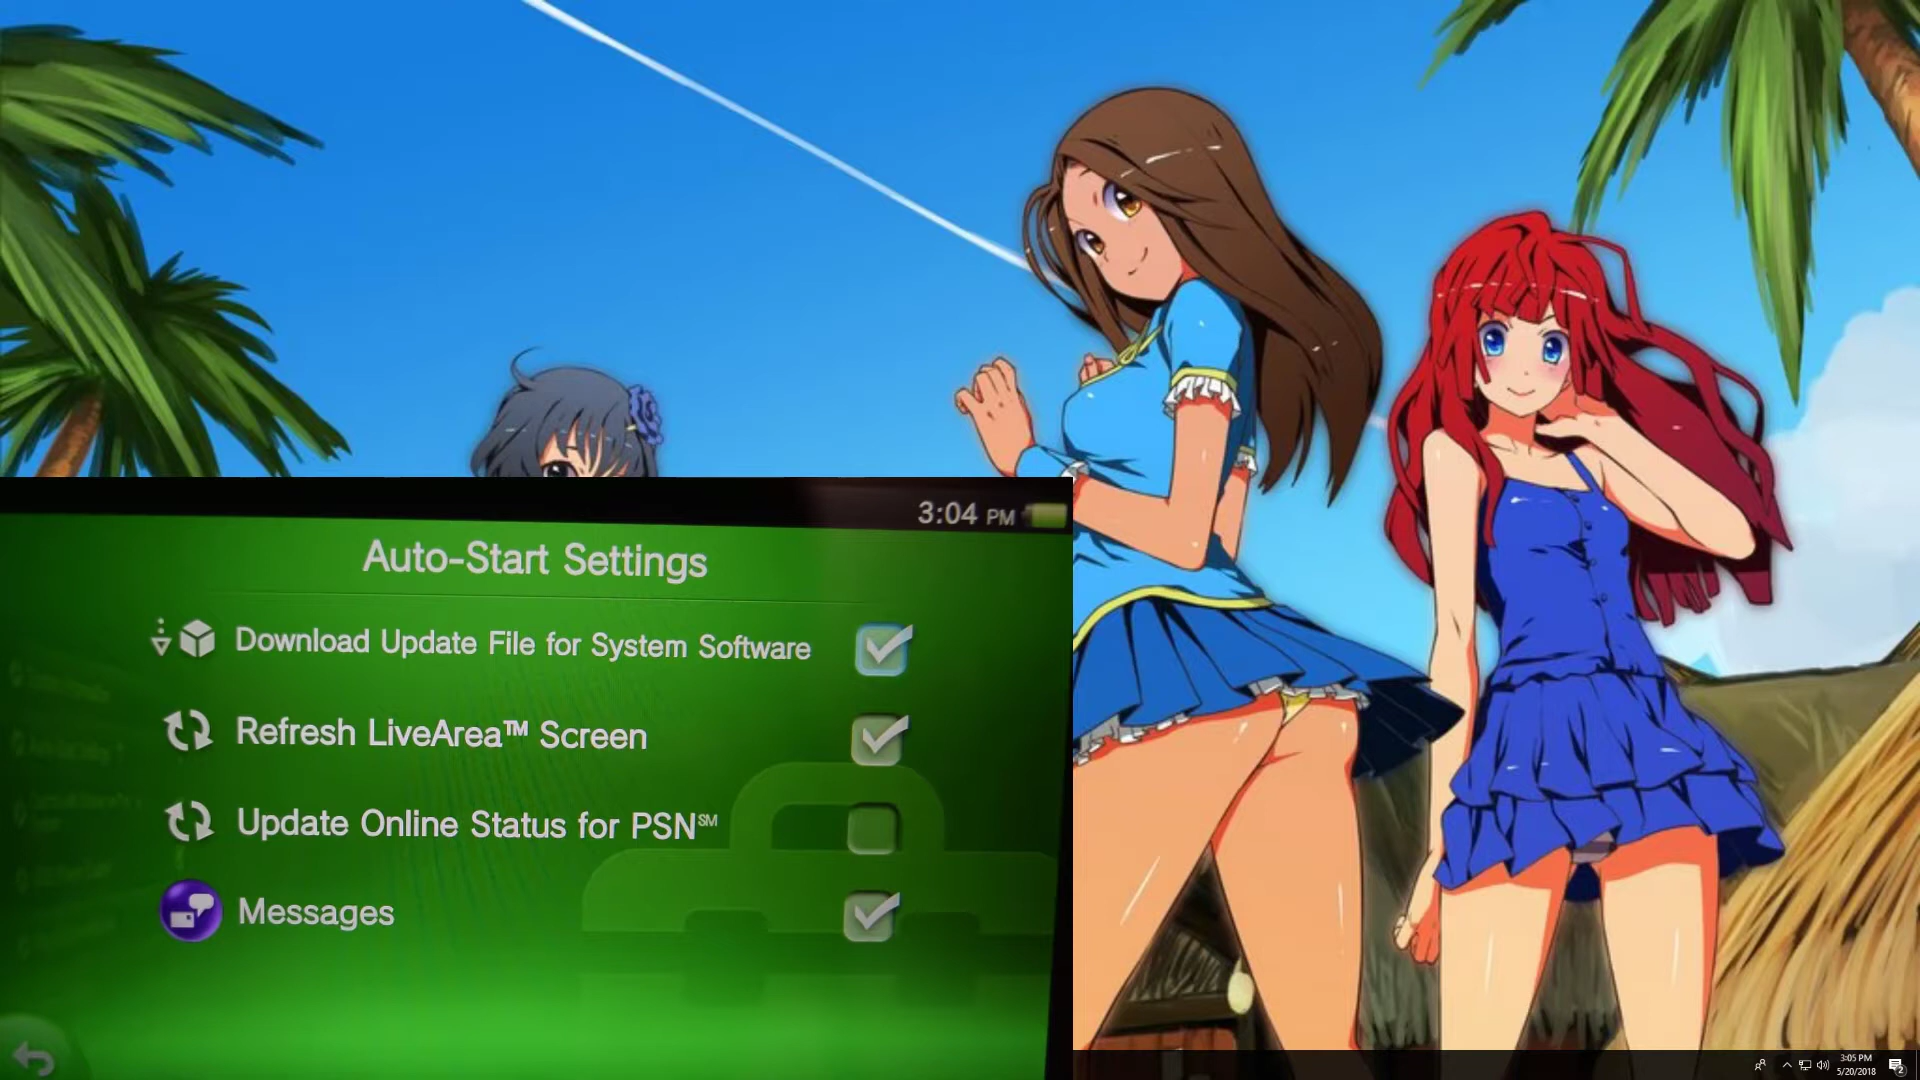 3:04 PM
Auto-Start Settings
Download Update File for System Software
Refresh LiveArea™ Screen
Update Online Status for PSN℠
Messages
3:05 PM
5/20/2018
2